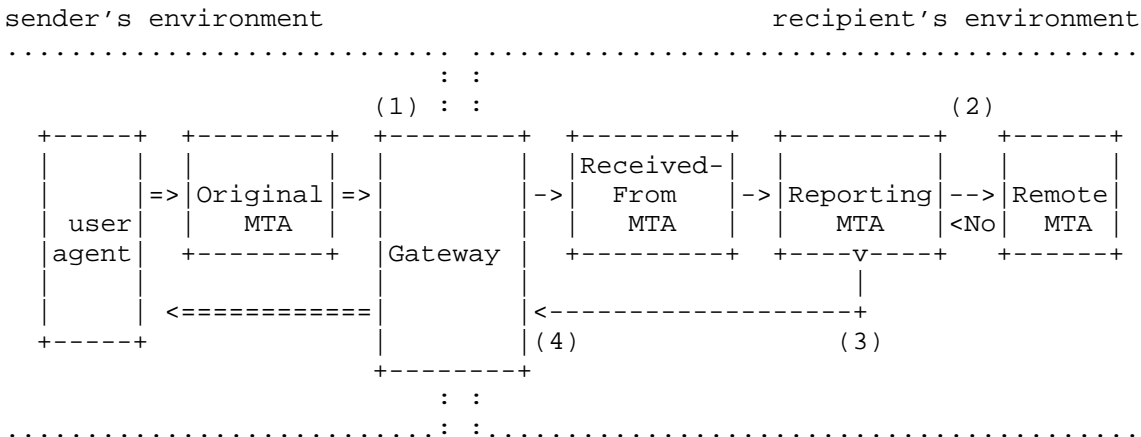 sender's environment                            recipient's environment
............................ ..........................................
                           : :
                       (1) : :                             (2)
  +-----+  +--------+  +--------+  +---------+  +---------+   +------+
  |     |  |        |  |        |  |Received-|  |         |   |      |
  |     |=>|Original|=>|        |->|  From   |->|Reporting|-->|Remote|
  | user|  |   MTA  |  |        |  |   MTA   |  |   MTA   |<No|  MTA |
  |agent|  +--------+  |Gateway |  +---------+  +----v----+   +------+
  |     |              |        |                    |
  |     | <============|        |<-------------------+
  +-----+              |        |(4)                (3)
                       +--------+
                           : :
...........................: :.........................................